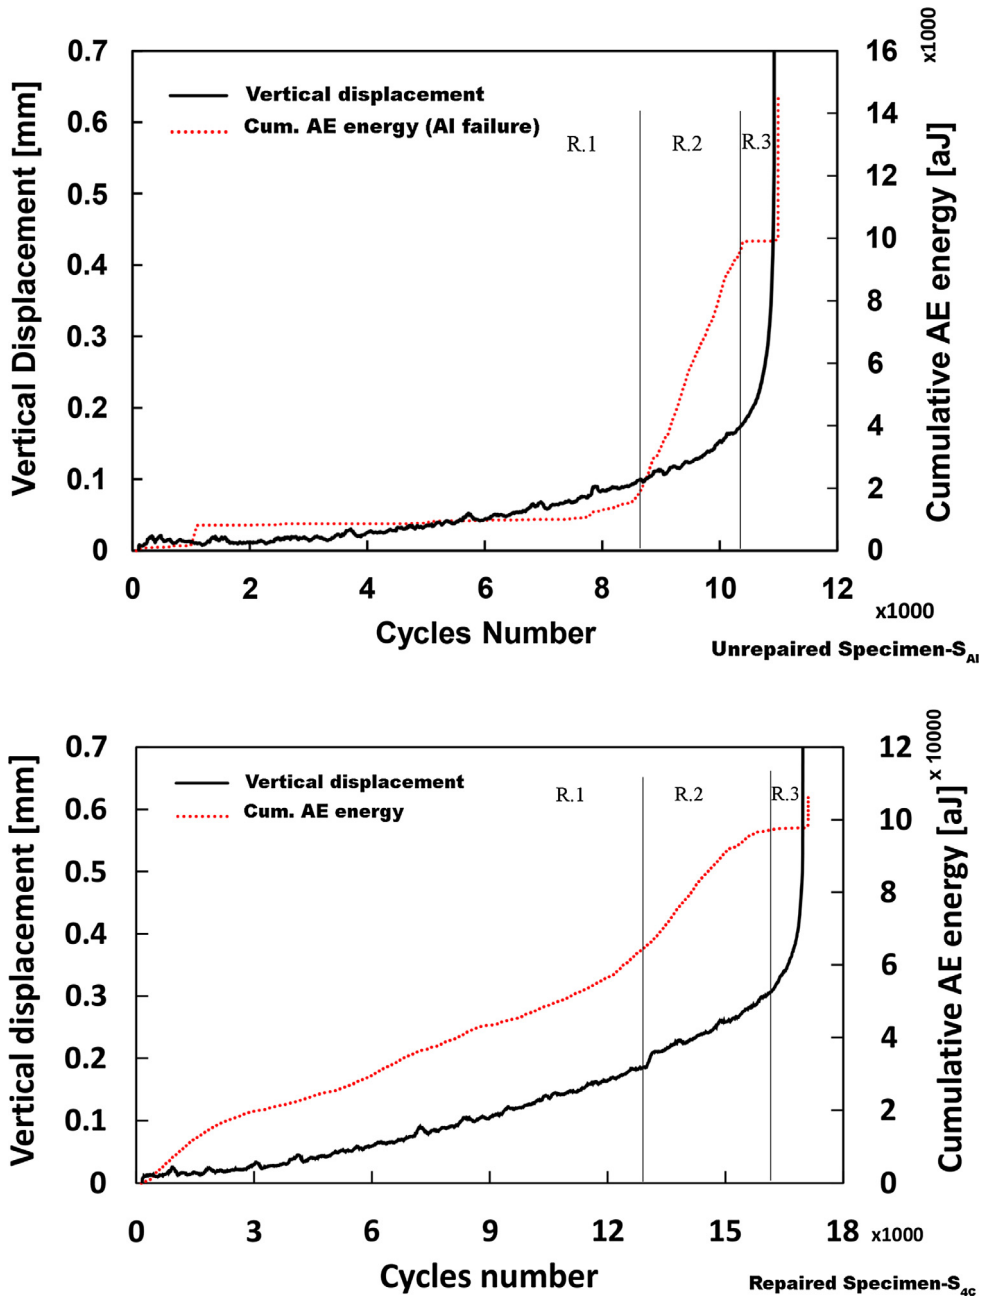 x1000
0.7
16
Vertical displacement
Cum. AE energy (Al failure)
0.6
14
R.1
R.2
R.3
0.5
12
0.4
10
0.3
8
6
0.2
4
0.1
2
0
0
Vertical Displacement [mm]
Cumulative AE energy [aJ]
0 2 4 6 8 10 12
x1000
Cycles Number
Unrepaired Specimen-S_Al
x 10000
0.7
12
Vertical displacement
Cum. AE energy
0.6
10
R.1
R.2
R.3
0.5
8
0.4
6
0.3
0.2
4
0.1
2
0
0
Vertical displacement [mm]
Cumulative AE energy [aJ]
0 3 6 9 12 15 18
x1000
Cycles number
Repaired Specimen-S_4C